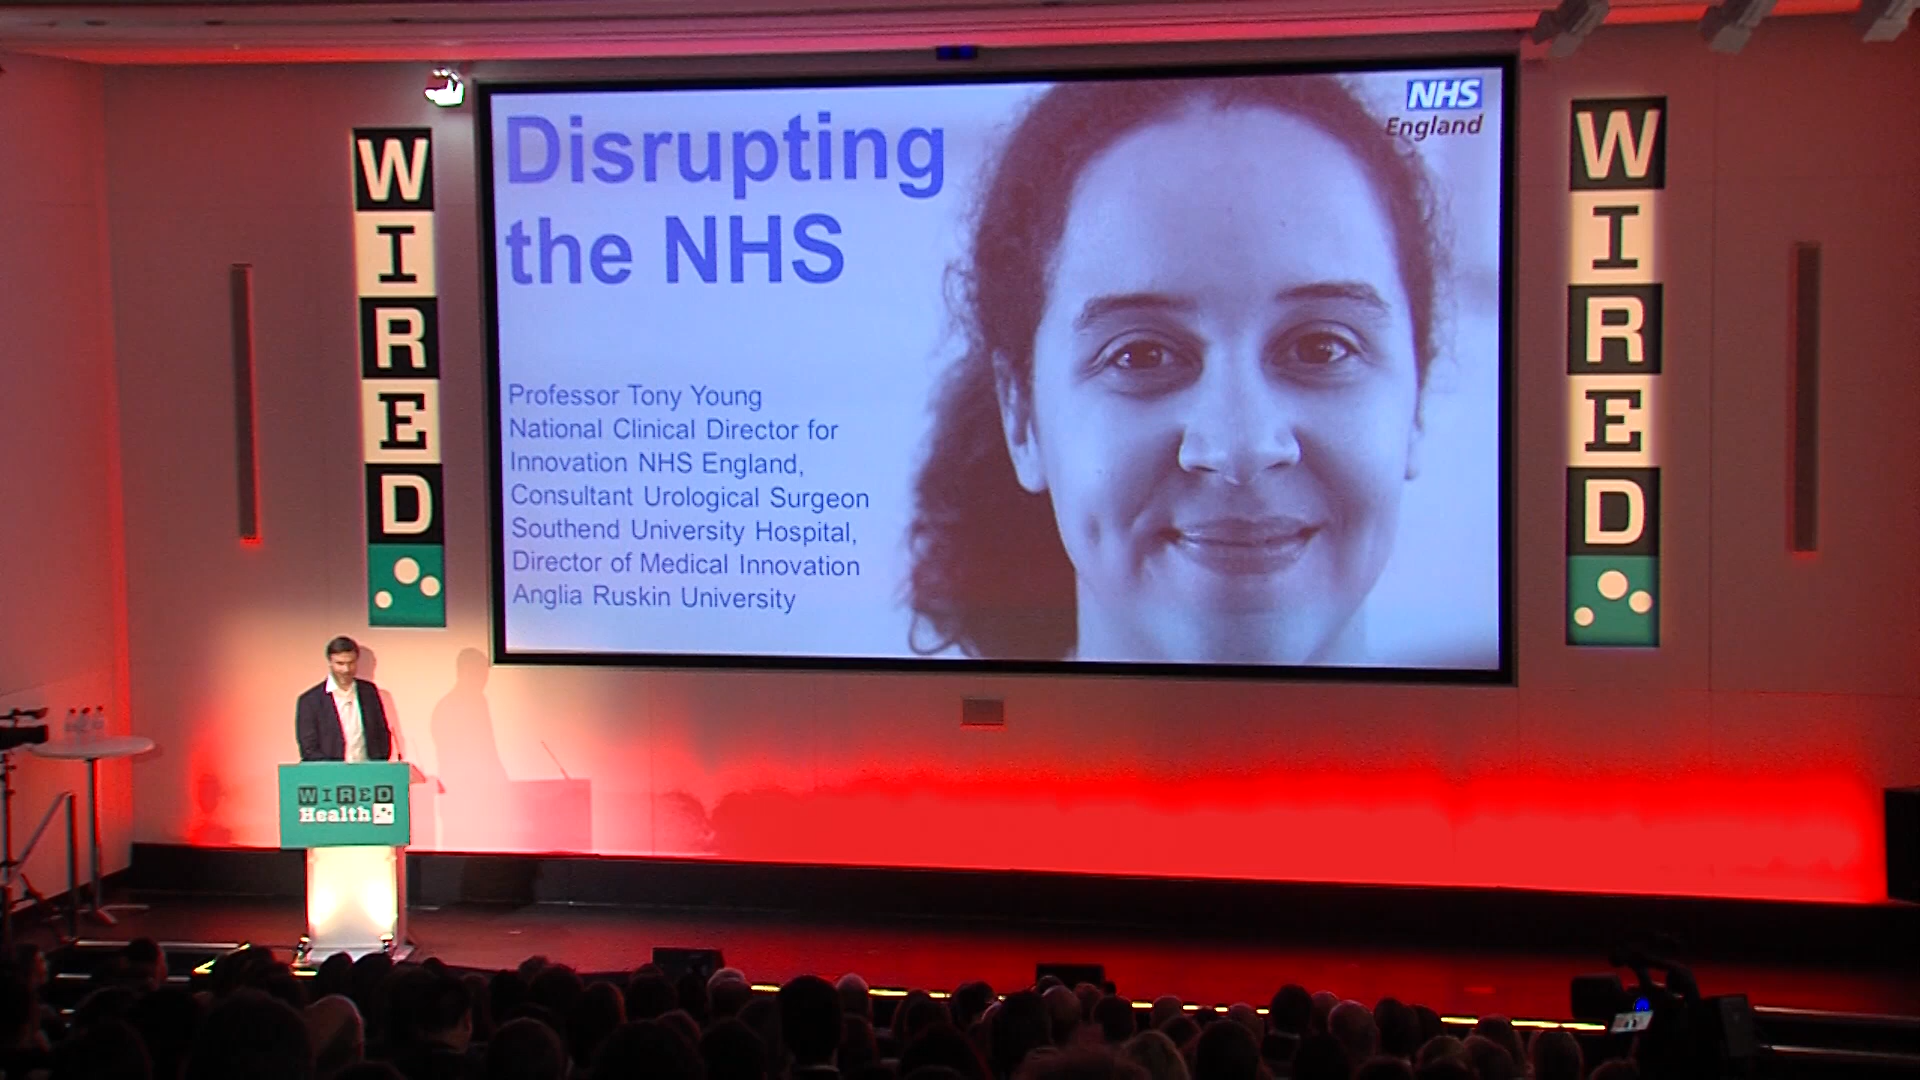 WIRED
Disrupting
the NHS
NHS
England
Professor Tony Young
National Clinical Director for
Innovation NHS England,
Consultant Urological Surgeon
Southend University Hospital,
Director of Medical Innovation
Anglia Ruskin University
WIRED
WIRED
Health